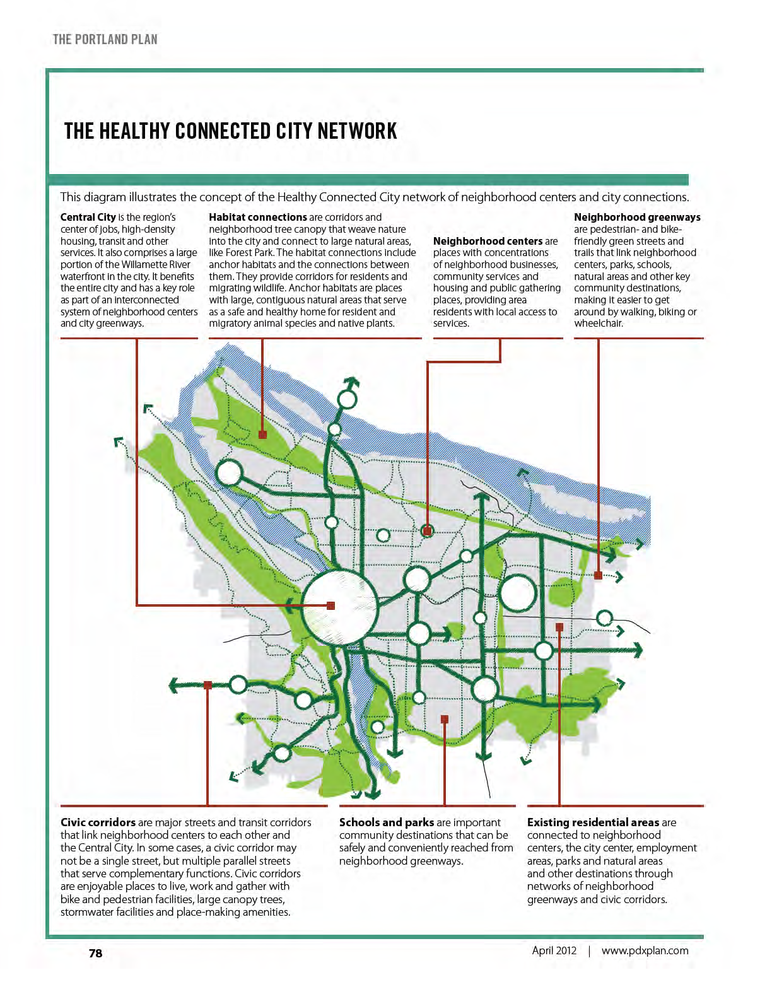 THE PORTLAND PLAN
THE HEALTHY CONNECTED CITY NETWORK
This diagram illustrates the concept of the Healthy Connected City network of neighborhood centers and city connections.
Central City is the region's
center of jobs, high-density
housing, transit and other
services. It also comprises a large
portion of the Willamette River
waterfront in the city. It benefits
the entire city and has a key role
as part of an interconnected
system of neighborhood centers
and city greenways.
Habitat connections are corridors and
neighborhood tree canopy that weave nature
into the city and connect to large natural areas,
like Forest Park. The habitat connections include
anchor habitats and the connections between
them. They provide corridors for residents and
migrating wildlife. Anchor habitats are places
with large, contiguous natural areas that serve
as a safe and healthy home for resident and
migratory animal species and native plants.
Neighborhood centers are
places with concentrations
of neighborhood businesses,
community services and
housing and public gathering
places, providing area
residents with local access to
services.
Neighborhood greenways
are pedestrian- and bike-
friendly green streets and
trails that link neighborhood
centers, parks, schools,
natural areas and other key
community destinations,
making it easier to get
around by walking, biking or
wheelchair.
Civic corridors are major streets and transit corridors
that link neighborhood centers to each other and
the Central City. In some cases, a civic corridor may
not be a single street, but multiple parallel streets
that serve complementary functions. Civic corridors
are enjoyable places to live, work and gather with
bike and pedestrian facilities, large canopy trees,
stormwater facilities and place-making amenities.
Schools and parks are important
community destinations that can be
safely and conveniently reached from
neighborhood greenways.
Existing residential areas are
connected to neighborhood
centers, the city center, employment
areas, parks and natural areas
and other destinations through
networks of neighborhood
greenways and civic corridors.
78
April 2012 | www.pdxplan.com